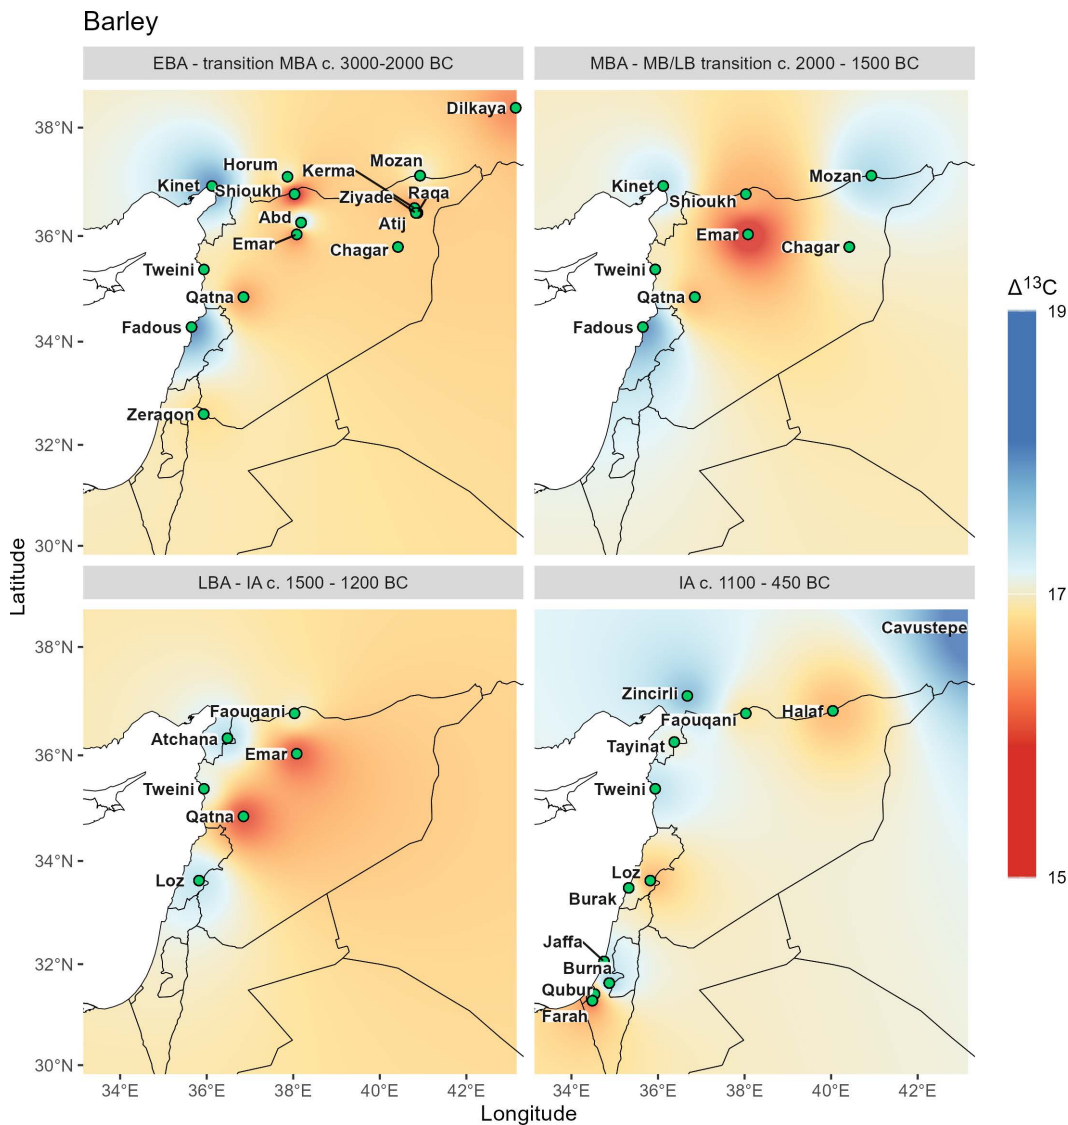 Barley
EBA - transition MBA c. 3000-2000 BC
MBA - MB/LB transition c. 2000 - 1500 BC
Dilkaya
38°N
Horum
Kerma
Mozan
Kinet
Shioukh
Ziyade
Raqa
Abd
Atij
36°N
Emar
Chagar
Tweini
Qatna
Fadous
34°N
Zeraqon
32°N
30°N
Mozan
Kinet
Shioukh
Emar
Chagar
Tweini
Qatna
Fadous
Δ¹³C
19
17
15
Latitude
LBA - IA c. 1500 - 1200 BC
IA c. 1100 - 450 BC
38°N
Faouqani
Atchana
36°N
Emar
Tweini
Qatna
34°N
Loz
32°N
30°N
Cavustepe
Zincirli
Faouqani
Halaf
Tayinat
Tweini
Loz
Burak
Jaffa
Burna
Qubur
Farah
34°E 36°E 38°E 40°E 42°E
34°E 36°E 38°E 40°E 42°E
Longitude